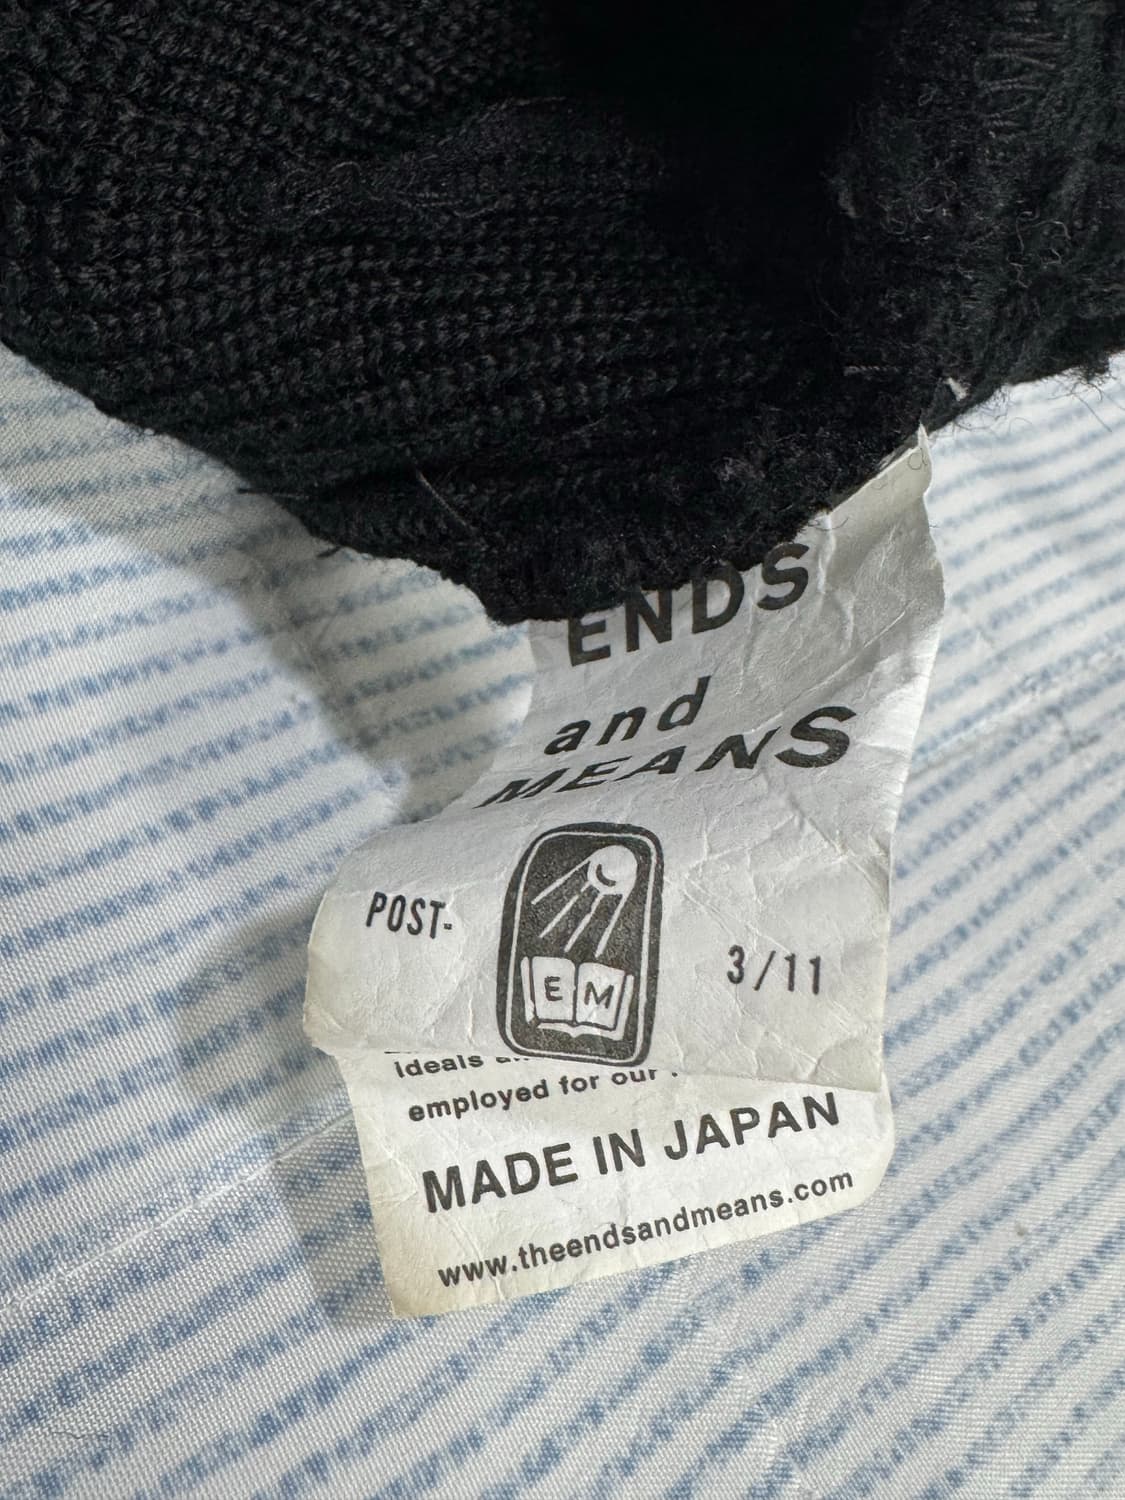 ENDS
and
MEANS
POST- 3/11
E M
ideals
employed for our
MADE IN JAPAN
www.theendsandmeans.com